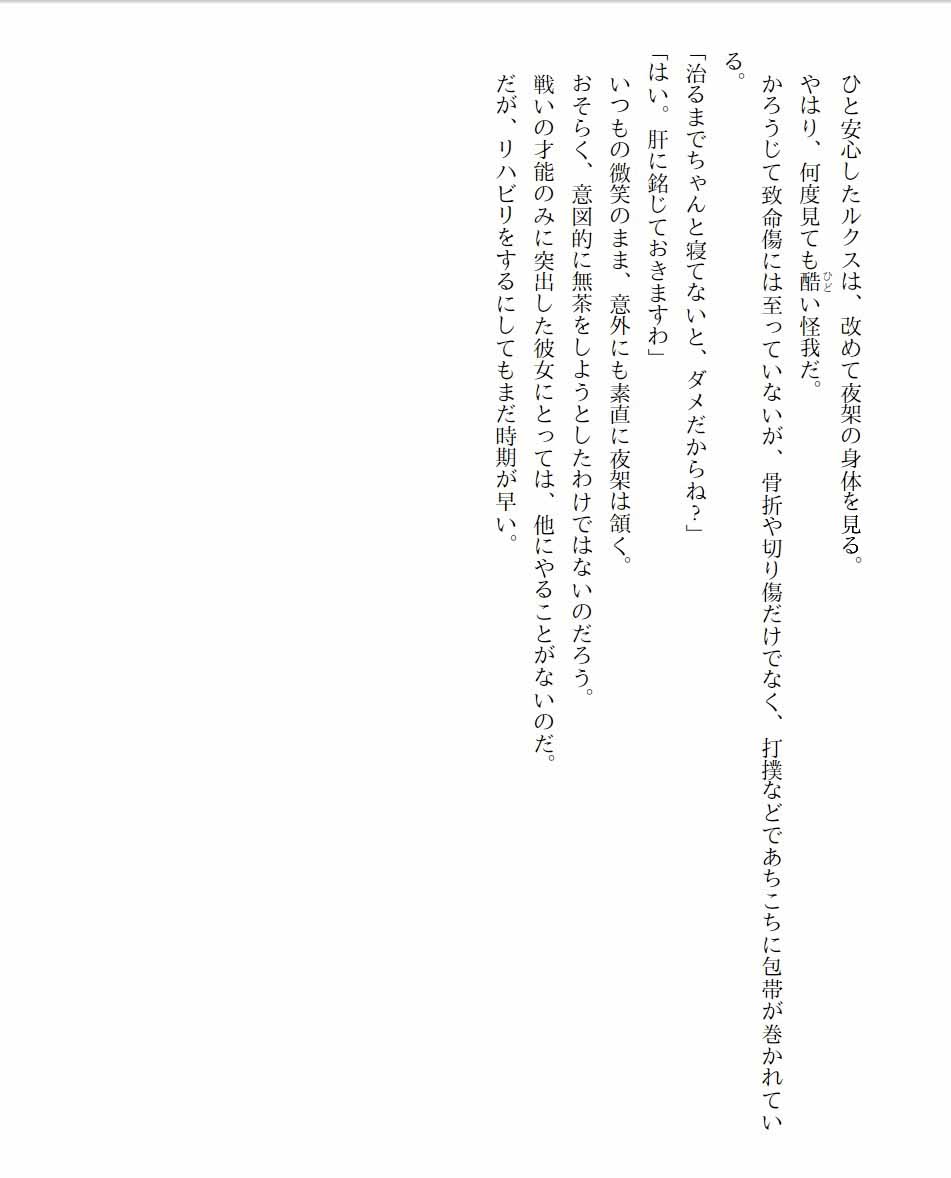 ひと安心したルクスは、改めて夜架の身体を見る。
やはり、何度見ても酷い怪我だ。
ひど
かろうじて致命傷には至っていないが、骨折や切り傷だけでなく、打撲などであちこちに包帯が巻かれてい
る。
「治るまでちゃんと寝てないと、ダメだからね?」
「はい。肝に銘じておきますわ」
いつもの微笑のまま、意外にも素直に夜架は頷く。
おそらく、意図的に無茶をしようとしたわけではないのだろう。
戦いの才能のみに突出した彼女にとっては、他にやることがないのだ。
だが、リハビリをするにしてもまだ時期が早い。